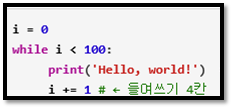 i = 0
while i < 100:
    print('Hello, world!')
    i += 1 # ← 들여쓰기 4칸